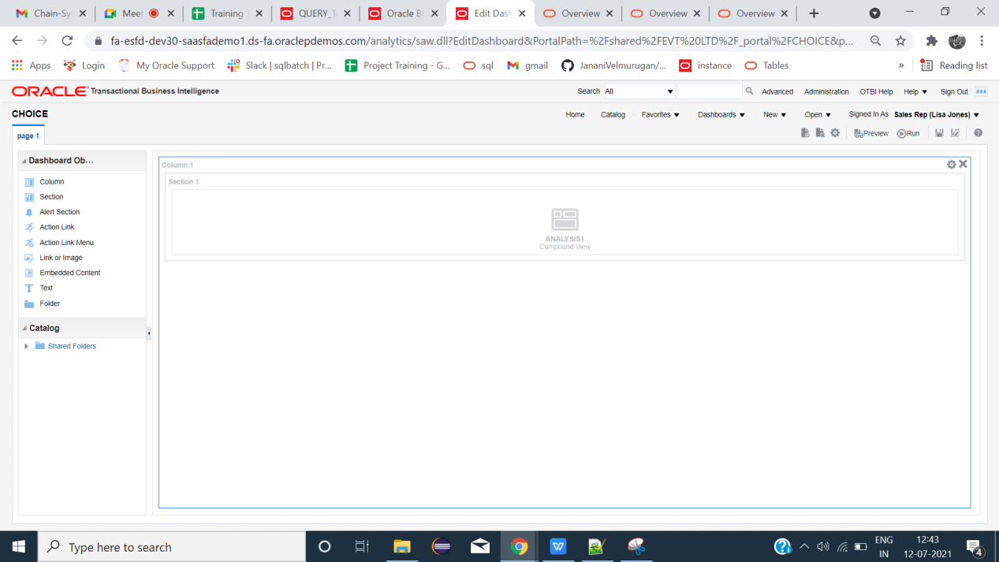 Chain-Sy
Meet
Training T
QUERY_T
Oracle BI
Edit Dash
Overview
Overview
Overview
fa-esfd-dev30-saasfademo1.ds-fa.oraclepdemos.com/analytics/saw.dll?EditDashboard&PortalPath=%2Fshared%2FEVT%20LTD%2F_portal%2FCHOICE&p...
Apps
Login
My Oracle Support
Slack | sqlbatch | Pr...
Project Training - G...
sql
gmail
JananiVelmurugan/...
instance
Tables
»
Reading list
ORACLE Transactional Business Intelligence
Search All
Advanced
Administration
OTBI Help
Help
Sign Out
CHOICE
Home
Catalog
Favorites
Dashboards
New
Open
Signed In As Sales Rep (Lisa Jones)
page 1
Preview
Run
Dashboard Ob...
Column
Section
Alert Section
Action Link
Action Link Menu
Link or Image
Embedded Content
Text
Folder
Catalog
Shared Folders
Column 1
Section 1
ANALYSIS1
Compound View
Type here to search
ENG
IN
12:43
12-07-2021
4